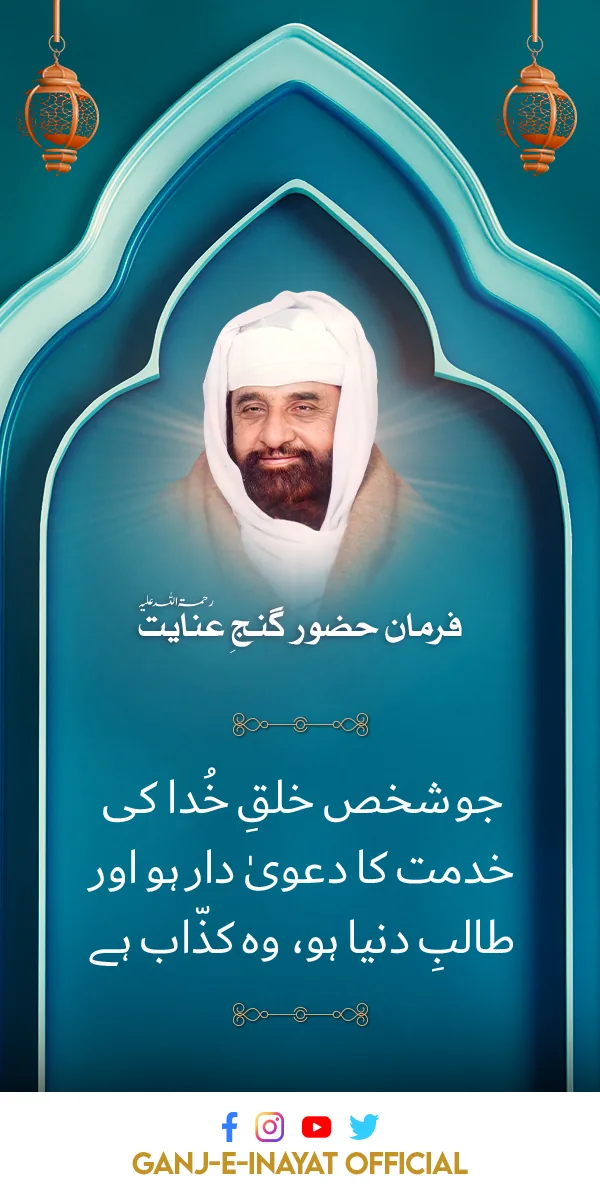 رحمۃ اللہ علیہ
فرمان حضور گنجِ عنایت
جو شخص خلقِ خُدا کی
خدمت کا دعویٰ دار ہو اور
طالبِ دنیا ہو، وہ کذّاب ہے
GANJ-E-INAYAT OFFICIAL